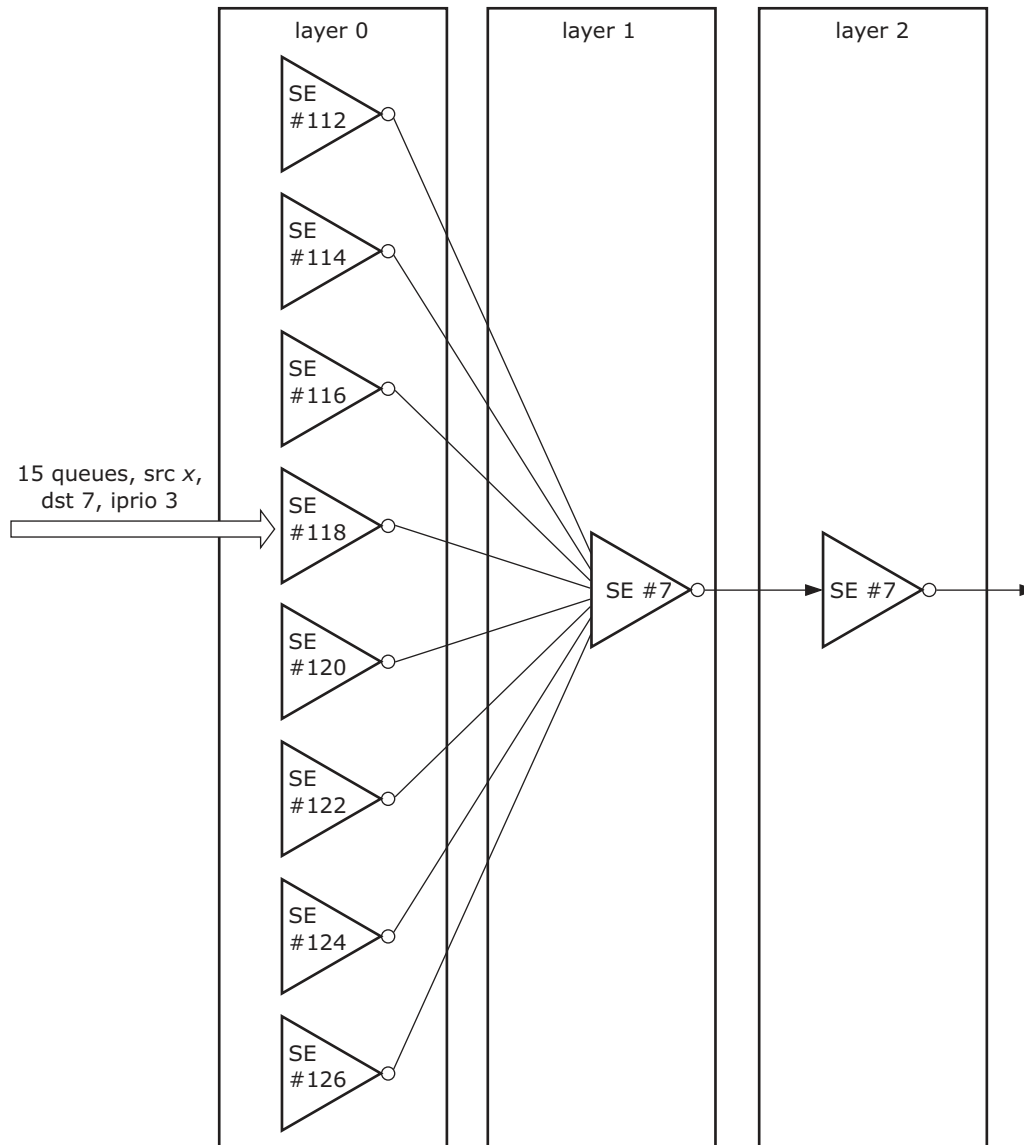 layer 0
layer 1
layer 2
SE
#112
SE
#114
SE
#116
15 queues, src x,
dst 7, iprio 3
SE
#118
SE #7
SE #7
SE
#120
SE
#122
SE
#124
SE
#126